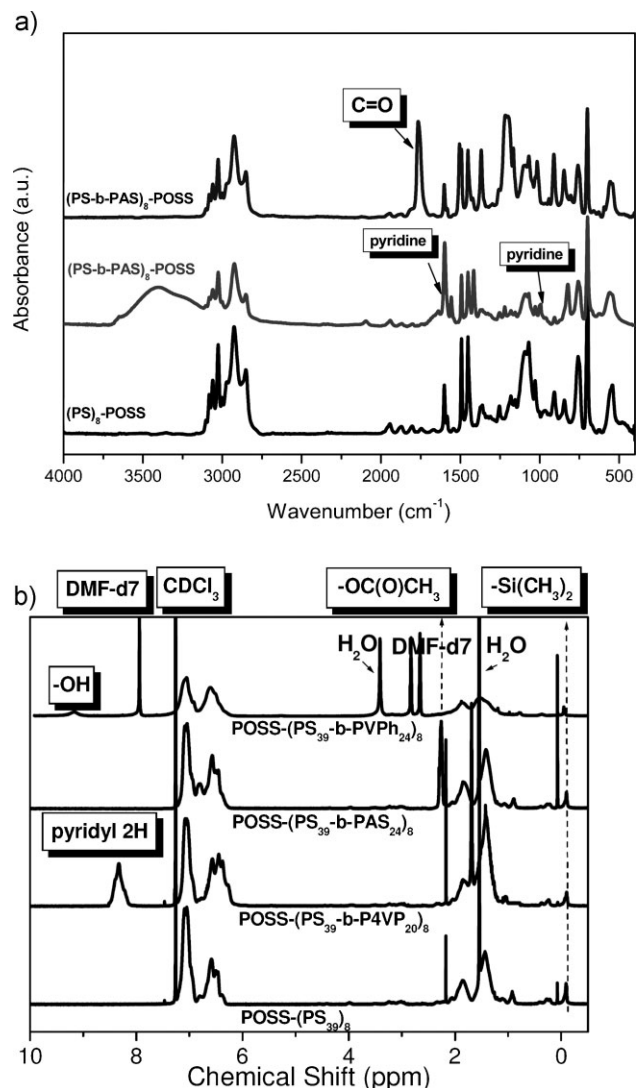 a)
Absorbance (a.u.)
C=O
(PS-b-PAS)₈-POSS
pyridine
pyridine
(PS-b-PAS)₈-POSS
(PS)₈-POSS
4000 3500 3000 2500 2000 1500 1000 500
Wavenumber (cm⁻¹)
b)
DMF-d7
CDCl₃
-OC(O)CH₃
-Si(CH₃)₂
H₂O
DMF-d7
H₂O
-OH
POSS-(PS₃₉-b-PVPh₂₄)₈
POSS-(PS₃₉-b-PAS₂₄)₈
pyridyl 2H
POSS-(PS₃₉-b-P4VP₂₀)₈
POSS-(PS₃₉)₈
10 8 6 4 2 0
Chemical Shift (ppm)